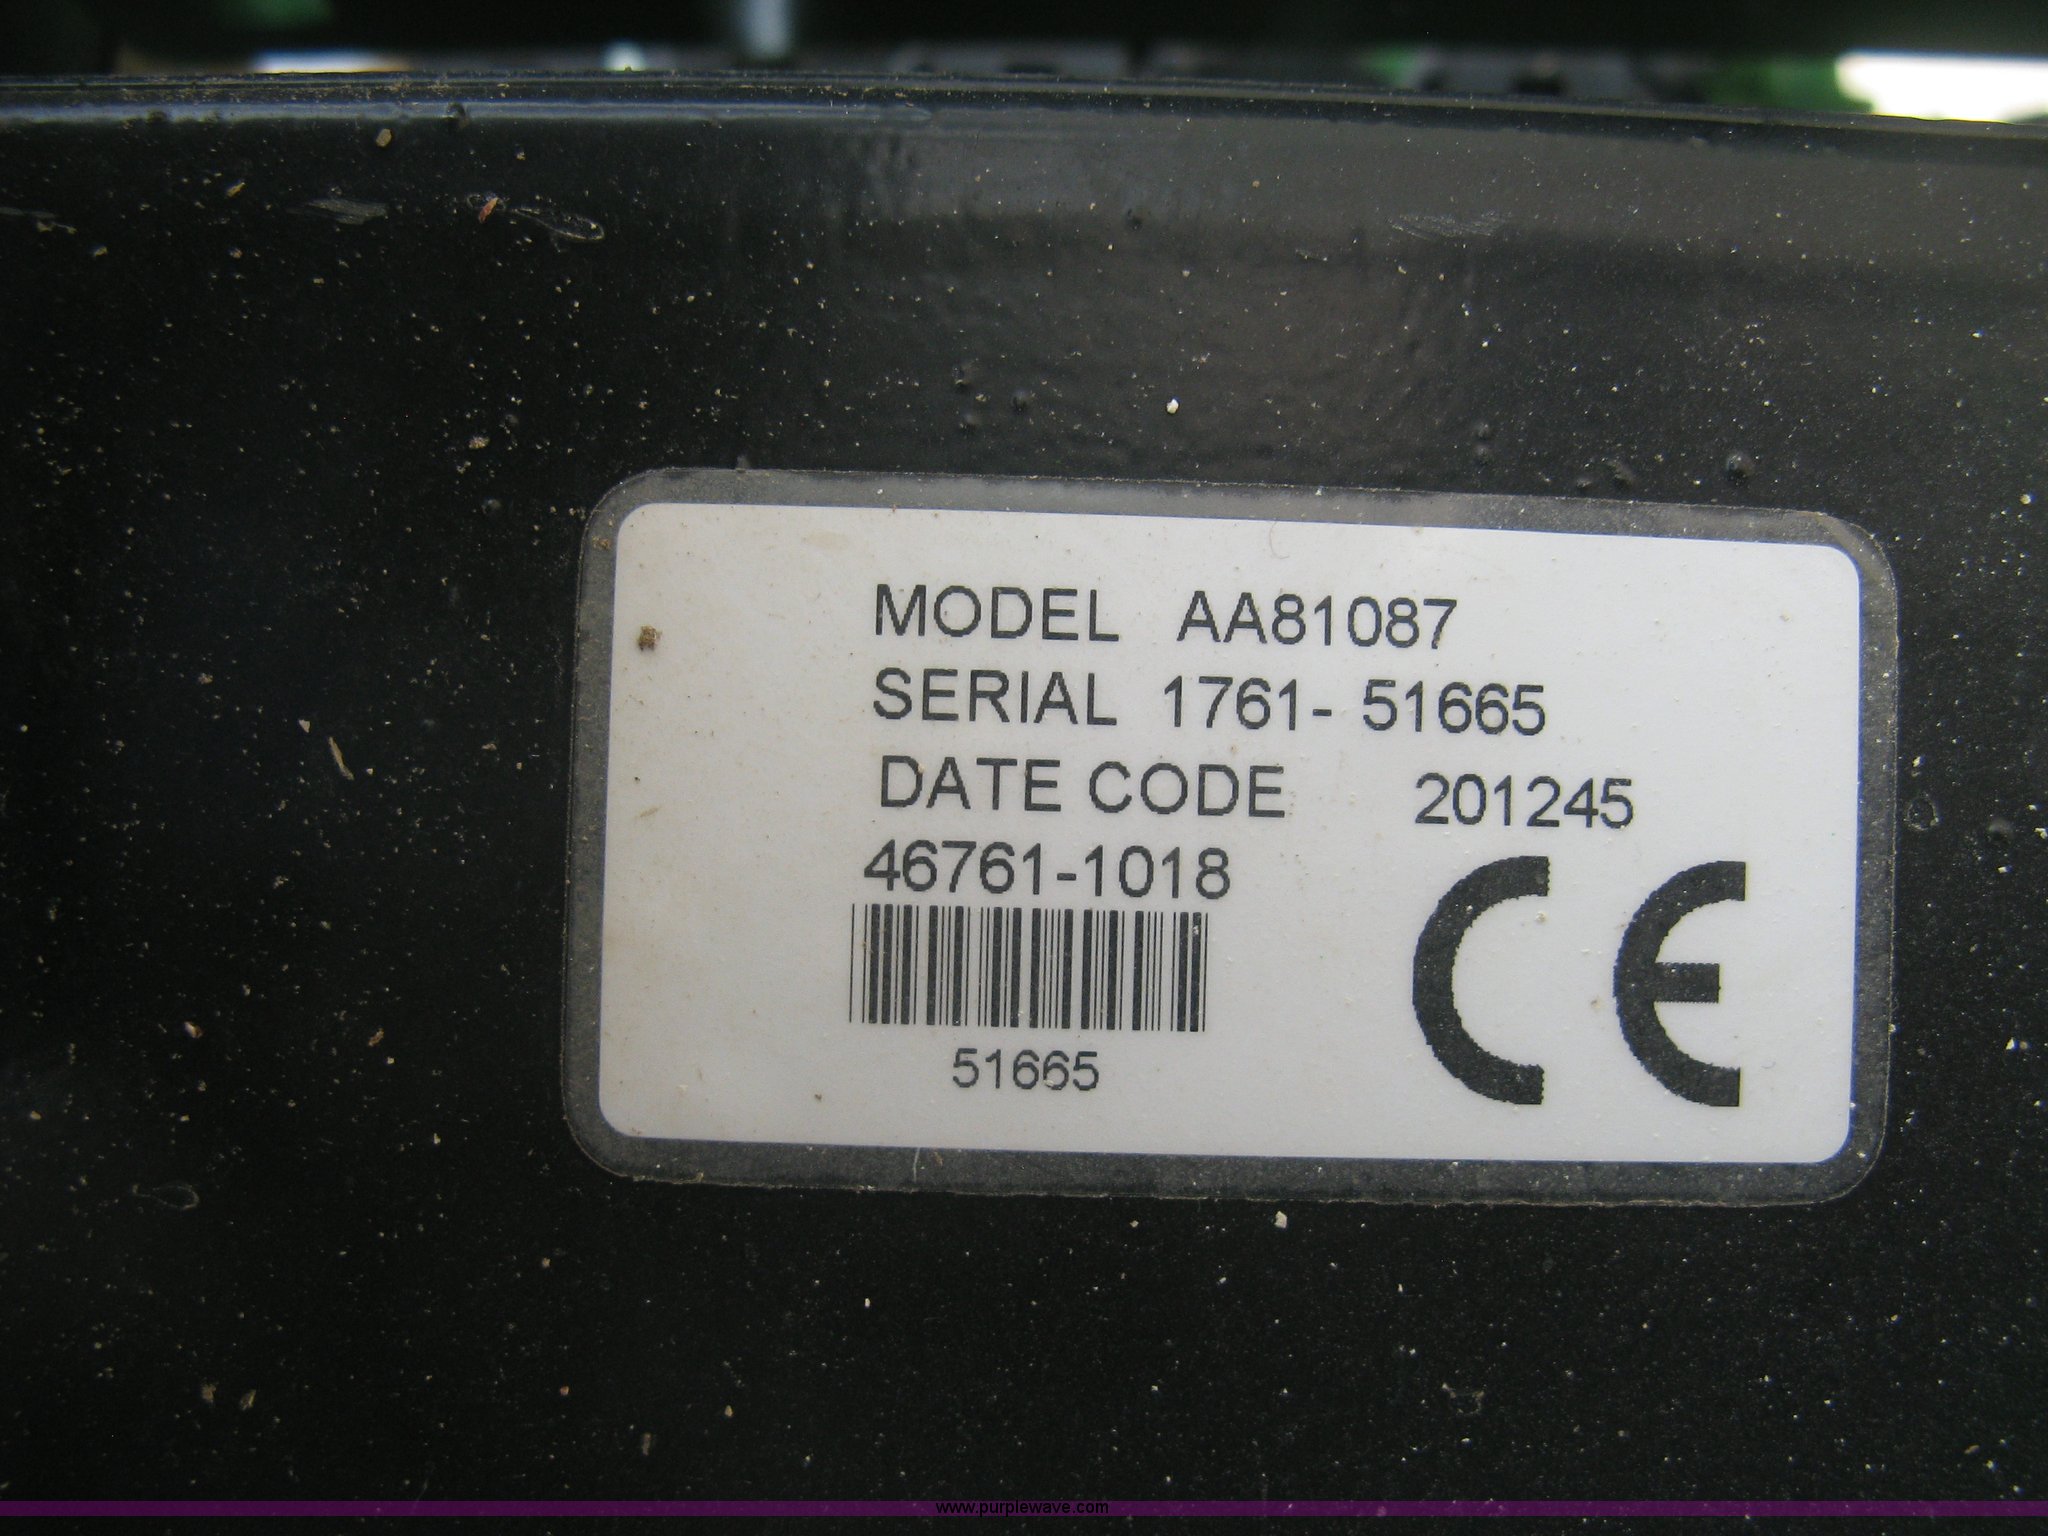 MODEL AA81087
SERIAL 1761- 51665
DATE CODE 201245
46761-1018
CE
51665
www.purplewave.com